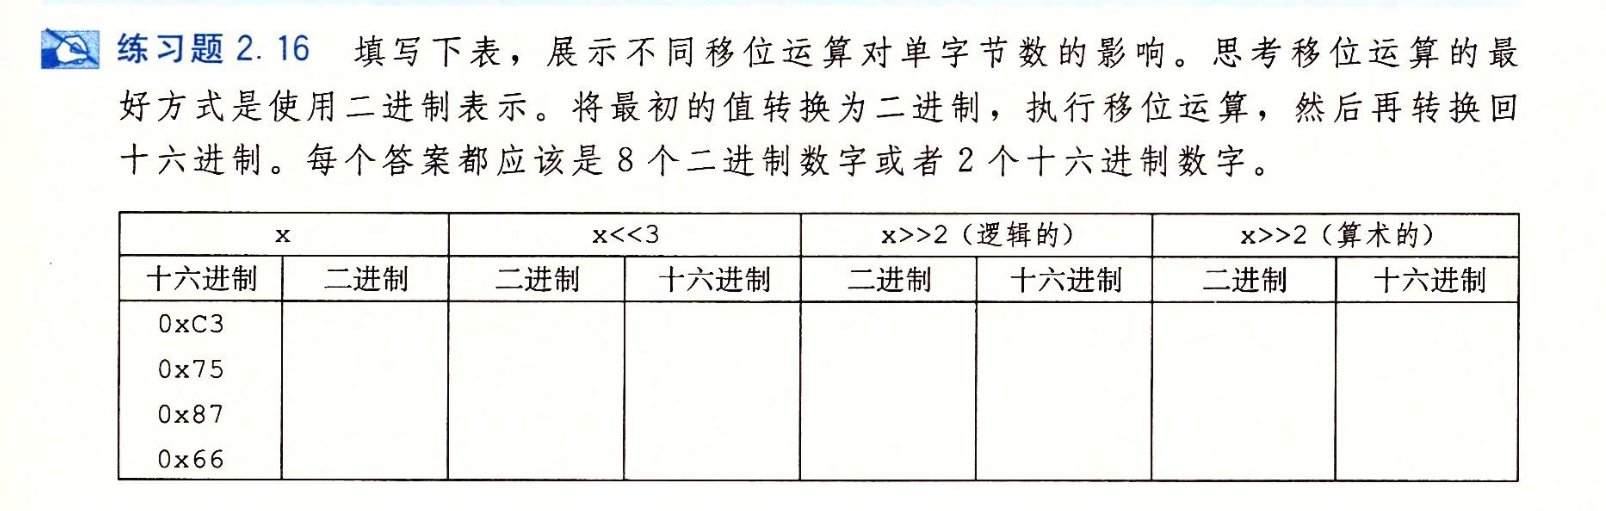 练习题 2.16 填写下表，展示不同移位运算对单字节数的影响。思考移位运算的最
好方式是使用二进制表示。将最初的值转换为二进制，执行移位运算，然后再转换回
十六进制。每个答案都应该是 8 个二进制数字或者 2 个十六进制数字。
x x<<3 x>>2（逻辑的） x>>2（算术的）
十六进制 二进制 二进制 十六进制 二进制 十六进制 二进制 十六进制
0xC3
0x75
0x87
0x66